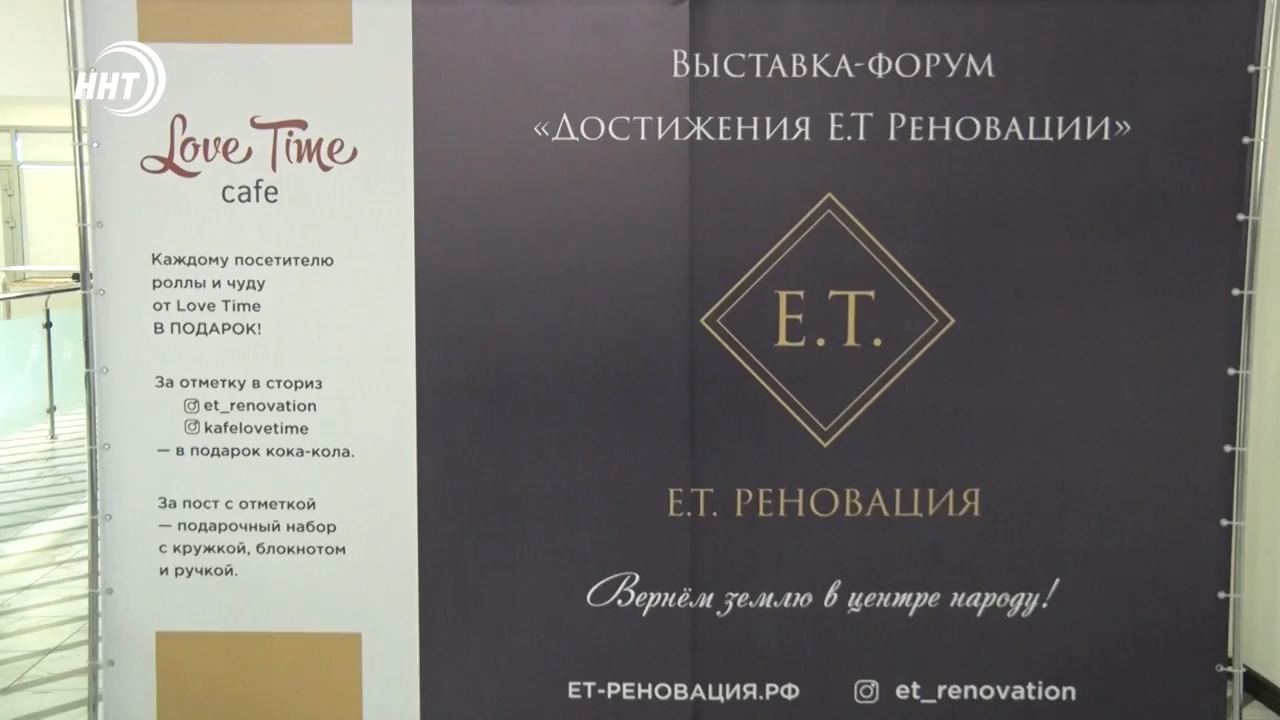 ННТ
Love Time
cafe
Каждому посетителю
роллы и чуду
от Love Time
В ПОДАРОК!
За отметку в сториз
et_renovation
kafelovetime
— в подарок кока-кола.
За пост с отметкой
— подарочный набор
с кружкой, блокнотом
и ручкой.
Выставка-форум
«Достижения Е.Т Реновации»
Е.Т.
Е.Т. РЕНОВАЦИЯ
Вернём землю в центре народу!
ЕТ-РЕНОВАЦИЯ.РФ
et_renovation